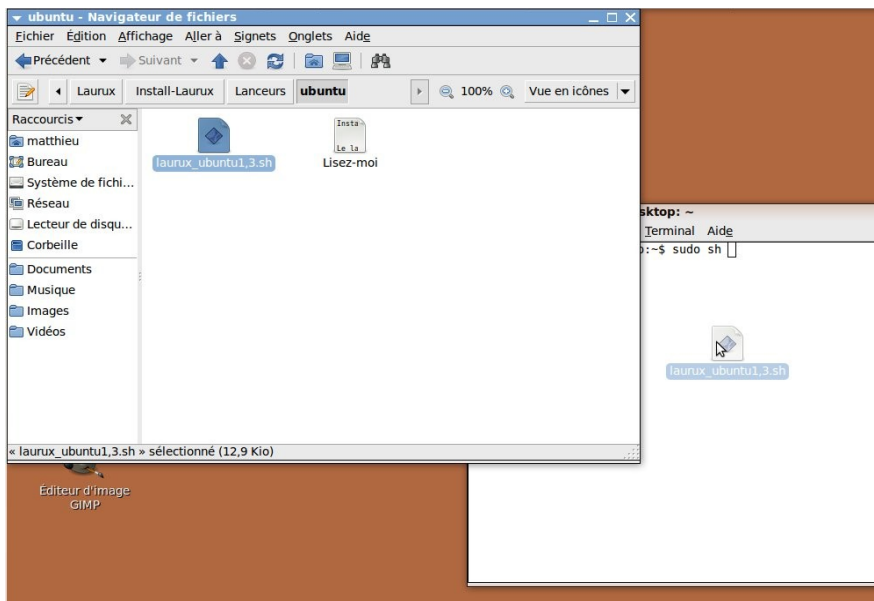 ubuntu - Navigateur de fichiers
Fichier Édition Affichage Aller à Signets Onglets Aide
Précédent Suivant
Laurux Install-Laurux Lanceurs ubuntu 100% Vue en icônes
Raccourcis
matthieu
Bureau
Système de fichi...
Réseau
Lecteur de disqu...
Corbeille
Documents
Musique
Images
Vidéos
laurux_ubuntu1,3.sh
Insta
Le la
Lisez-moi
« laurux_ubuntu1,3.sh » sélectionné (12,9 Kio)
sktop: ~
Terminal Aide
:~$ sudo sh
laurux_ubuntu1,3.sh
Éditeur d'image
GIMP